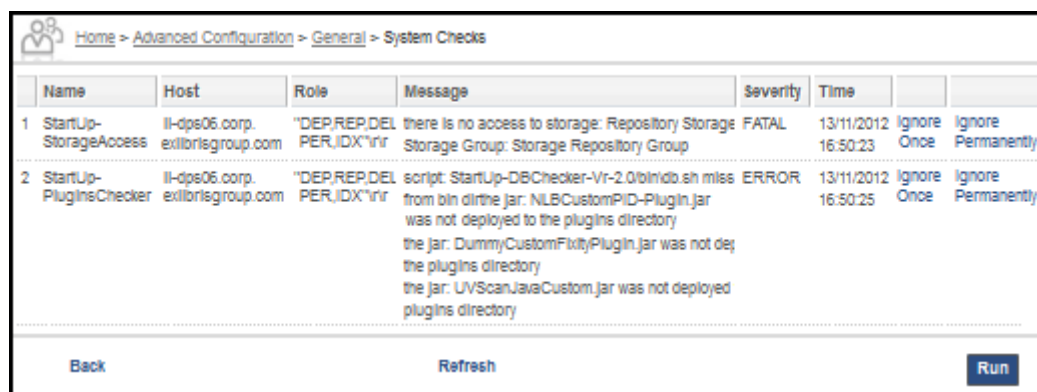 Home > Advanced Configuration > General > System Checks
Name Host Role Message Severity Time
1 StartUp- ll-dps06.corp. "DEP,REP,DEL there is no access to storage: Repository Storage FATAL 13/11/2012 Ignore Ignore
StorageAccess exlibrisgroup.com PER,IDX"\r\r Storage Group: Storage Repository Group 16:50:23 Once Permanently
2 StartUp- ll-dps06.corp. "DEP,REP,DEL script: StartUp-DBChecker-Vr-2.0/bin\db.sh miss ERROR 13/11/2012 Ignore Ignore
PluginsChecker exlibrisgroup.com PER,IDX"\r\r from bin dirthe jar: NLBCustomPID-Plugin.jar 16:50:25 Once Permanently
was not deployed to the plugins directory
the jar: DummyCustomFixityPlugin.jar was not dep
the plugins directory
the jar: UVScanJavaCustom.jar was not deployed
plugins directory
Back Refresh Run